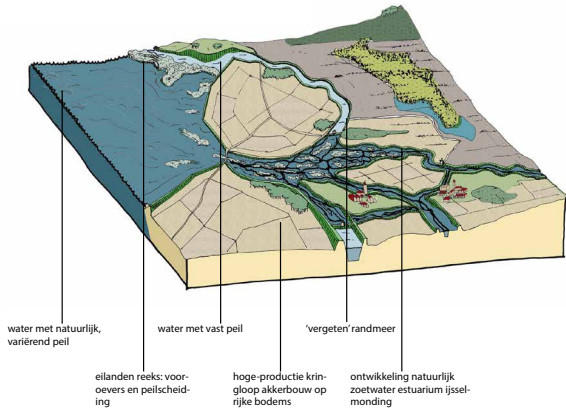 water met natuurlijk,
variërend peil
water met vast peil
‘vergeten’ randmeer
eilanden reeks: voor-
oevers en peilscheid-
ing
hoge-productie krin-
gloop akkerbouw op
rijke bodems
ontwikkeling natuurlijk
zoetwater estuarium ijssel-
monding